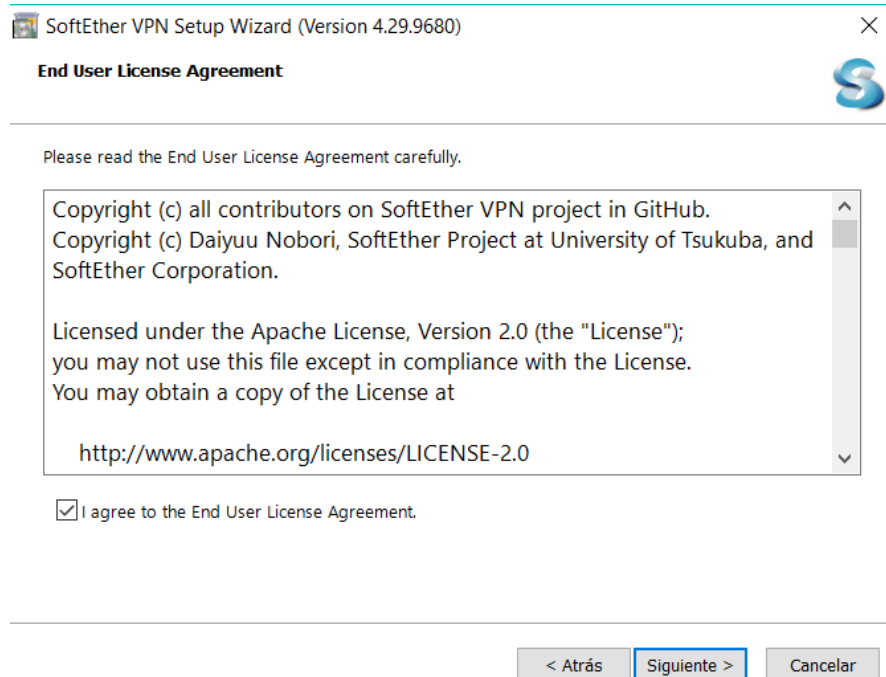 SoftEther VPN Setup Wizard (Version 4.29.9680)
End User License Agreement
Please read the End User License Agreement carefully.
Copyright (c) all contributors on SoftEther VPN project in GitHub.
Copyright (c) Daiyuu Nobori, SoftEther Project at University of Tsukuba, and
SoftEther Corporation.
Licensed under the Apache License, Version 2.0 (the "License");
you may not use this file except in compliance with the License.
You may obtain a copy of the License at
http://www.apache.org/licenses/LICENSE-2.0
I agree to the End User License Agreement.
< Atrás
Siguiente >
Cancelar